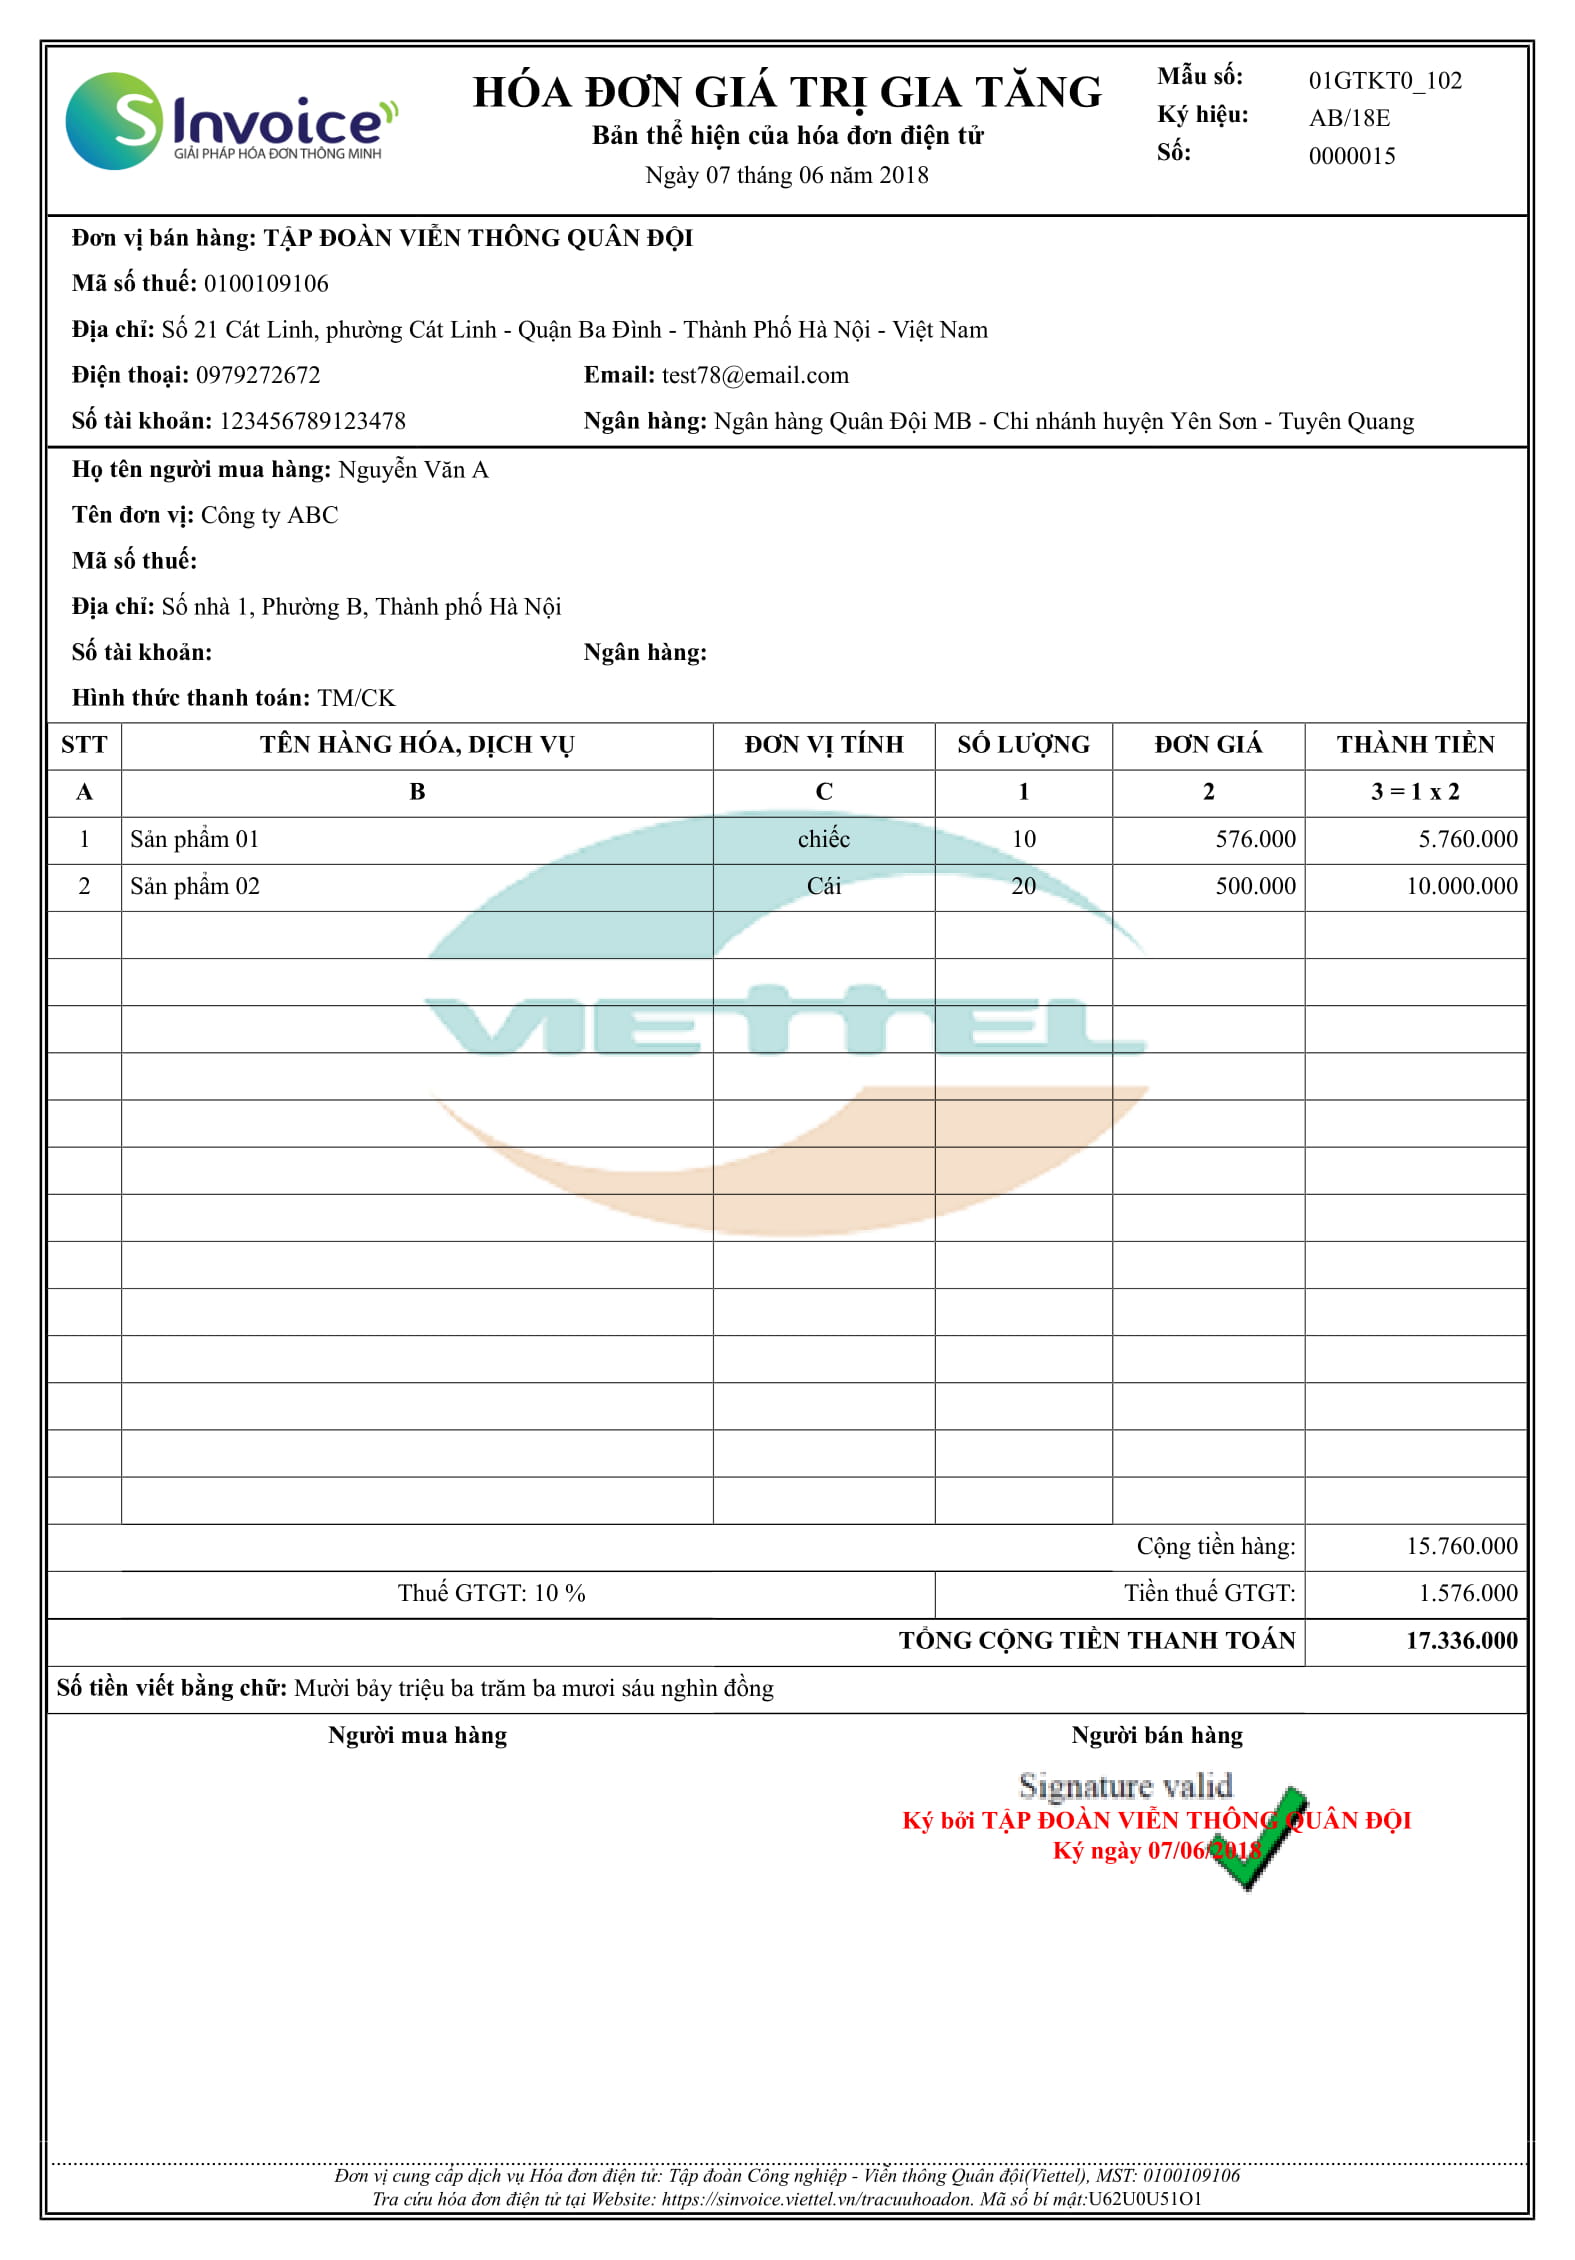 S Invoice
GIẢI PHÁP HÓA ĐƠN THÔNG MINH
HÓA ĐƠN GIÁ TRỊ GIA TĂNG
Bản thể hiện của hóa đơn điện tử
Ngày 07 tháng 06 năm 2018
Mẫu số: 01GTKT0_102
Ký hiệu: AB/18E
Số: 0000015
Đơn vị bán hàng: TẬP ĐOÀN VIỄN THÔNG QUÂN ĐỘI
Mã số thuế: 0100109106
Địa chỉ: Số 21 Cát Linh, phường Cát Linh - Quận Ba Đình - Thành Phố Hà Nội - Việt Nam
Điện thoại: 0979272672 Email: test78@email.com
Số tài khoản: 123456789123478 Ngân hàng: Ngân hàng Quân Đội MB - Chi nhánh huyện Yên Sơn - Tuyên Quang
Họ tên người mua hàng: Nguyễn Văn A
Tên đơn vị: Công ty ABC
Mã số thuế:
Địa chỉ: Số nhà 1, Phường B, Thành phố Hà Nội
Số tài khoản: Ngân hàng:
Hình thức thanh toán: TM/CK
STT TÊN HÀNG HÓA, DỊCH VỤ ĐƠN VỊ TÍNH SỐ LƯỢNG ĐƠN GIÁ THÀNH TIỀN
A B C 1 2 3 = 1 x 2
1 Sản phẩm 01 chiếc 10 576.000 5.760.000
2 Sản phẩm 02 Cái 20 500.000 10.000.000
VIETTEL
Cộng tiền hàng: 15.760.000
Thuế GTGT: 10 % Tiền thuế GTGT: 1.576.000
TỔNG CỘNG TIỀN THANH TOÁN 17.336.000
Số tiền viết bằng chữ: Mười bảy triệu ba trăm ba mươi sáu nghìn đồng
Người mua hàng Người bán hàng
Signature valid
Ký bởi TẬP ĐOÀN VIỄN THÔNG QUÂN ĐỘI
Ký ngày 07/06/2018
Đơn vị cung cấp dịch vụ Hóa đơn điện tử: Tập đoàn Công nghiệp - Viễn thông Quân đội(Viettel), MST: 0100109106
Tra cứu hóa đơn điện tử tại Website: https://sinvoice.viettel.vn/tracuuhoadon. Mã số bí mật:U62U0U51O1